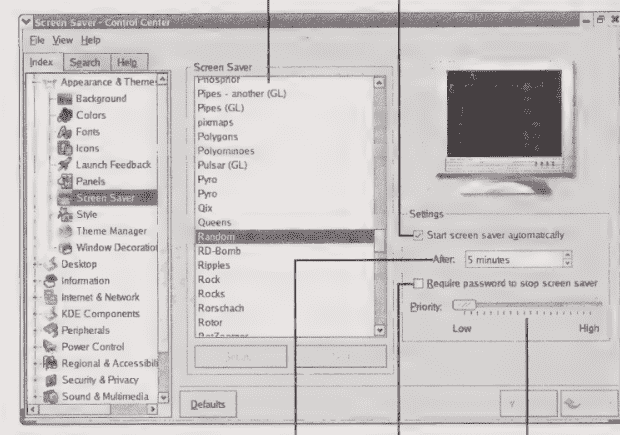 Screen Saver - Control Center
File View Help
Index Search Help
Appearance & Theme
Background
Colors
Fonts
Icons
Launch Feedback
Panels
Screen Saver
Style
Theme Manager
Window Decoration
Desktop
Information
Internet & Network
KDE Components
Peripherals
Power Control
Regional & Accessibili
Security & Privacy
Sound & Multimedia
Screen Saver
Phosphor
Pipes - another (GL)
Pipes (GL)
pixmaps
Polygons
Polyominoes
Pulsar (GL)
Pyro
Pyro
Qix
Queens
Random
RD-Bomb
Ripples
Rock
Rocks
Rorschach
Rotor
Defaults
Settings
Start screen saver automatically
After: 5 minutes
Require password to stop screen saver
Priority:
Low High